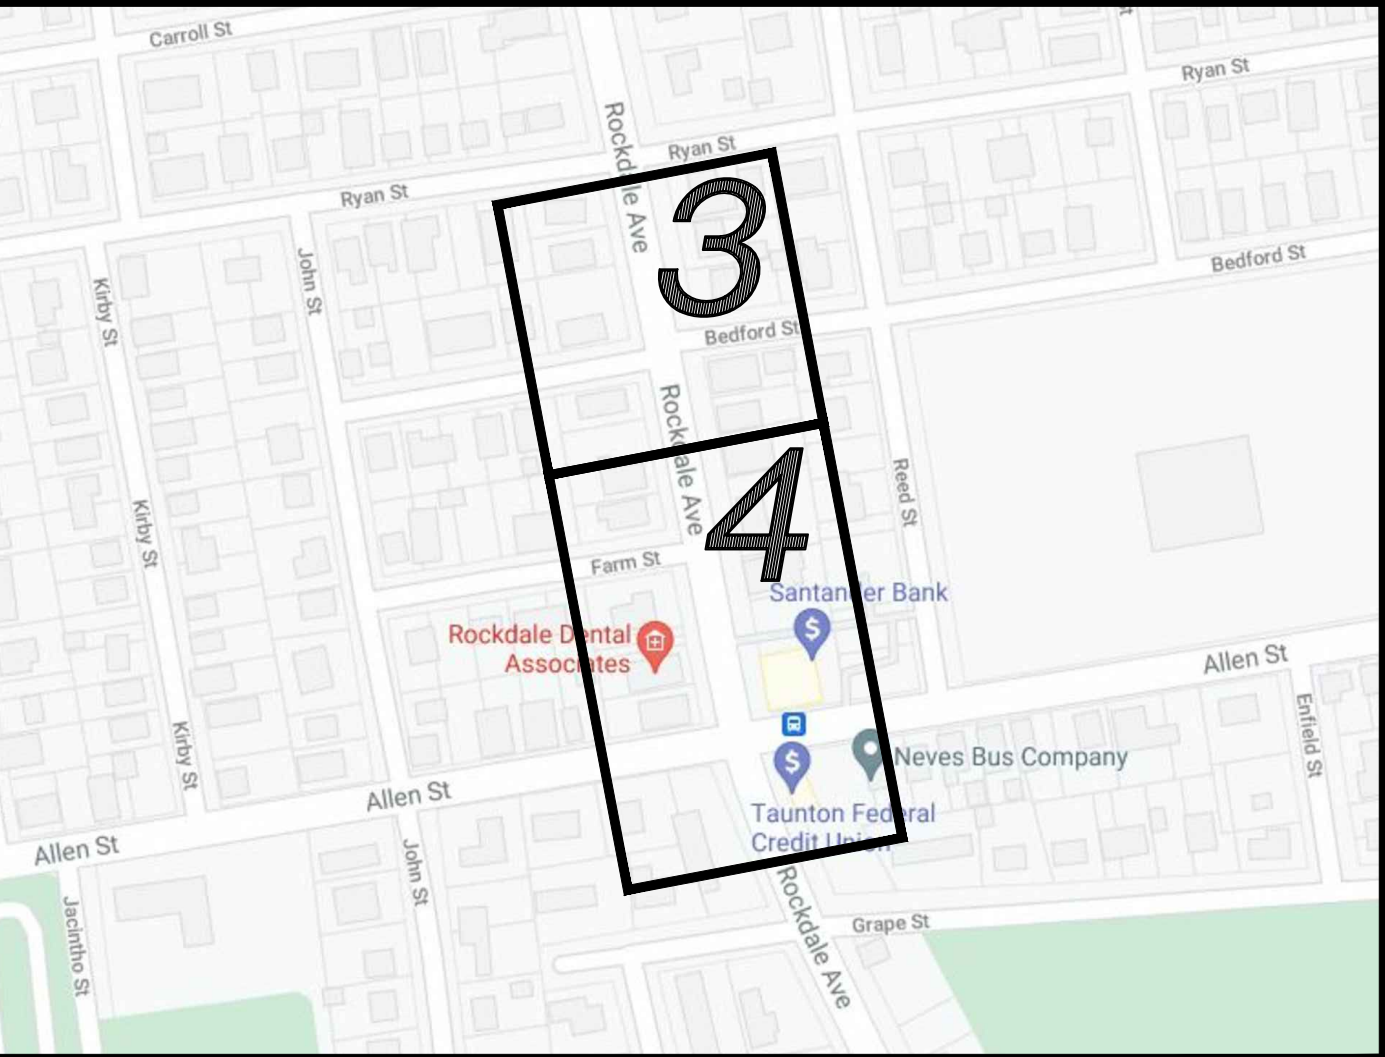 Carroll St
Ryan St
Rockdale Ave
Ryan St
Ryan St
3
Kirby St
John St
Bedford St
Bedford St
Rockdale Ave
4
Kirby St
Reed St
Farm St
Santander Bank
Rockdale Dental
Associates
Allen St
Kirby St
Enfield St
Neves Bus Company
Allen St
Taunton Federal
Credit Union
Allen St
John St
Jacintho St
Rockdale Ave
Grape St